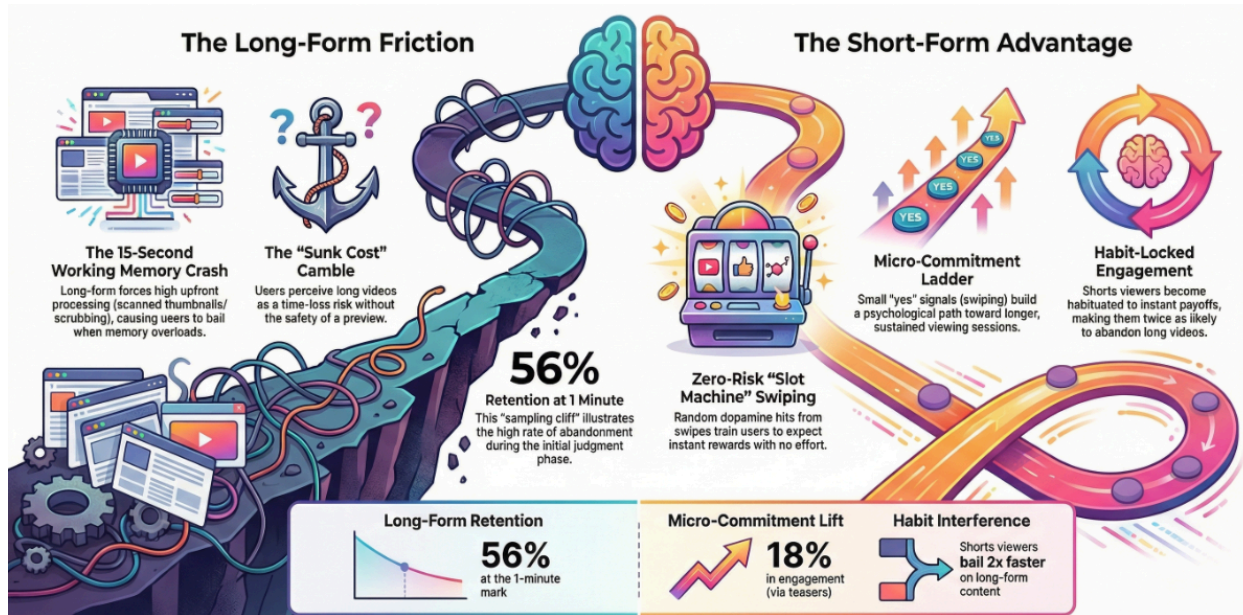 The Long-Form Friction
The 15-Second
Working Memory Crash
Long-form forces high upfront
processing (scanned thumbnalls/
scrubbing), causing users to bail
when memory overloads.
?
?
The “Sunk Cost”
Camble
Users perceive long videos
as a time-loss risk without
the safety of a preview.
56%
Retention at 1 Minute
This “sampling cliff” illustrates
the high rate of abandonment
during the initial judgment
phase.
The Short-Form Advantage
Zero-Risk “Slot
Machine” Swiping
Random dopamine hits from
swipes train users to expect
instant rewards with no effort.
YES
YES
YES
YES
Micro-Commitment
Ladder
Small "yes" signals (swiping) build
a psychological path toward longer,
sustained viewing sessions.
Habit-Locked
Engagement
Shorts viewers become
habituated to instant payoffs,
making them twice as iikely
to abandon long videos.
Long-Form Retention
56%
at the 1-minute
mark
Micro-Commitment Lift
18%
in engagement
(via teasers)
Habit Interference
Shorts viewers
bail 2x faster
on long-form
content